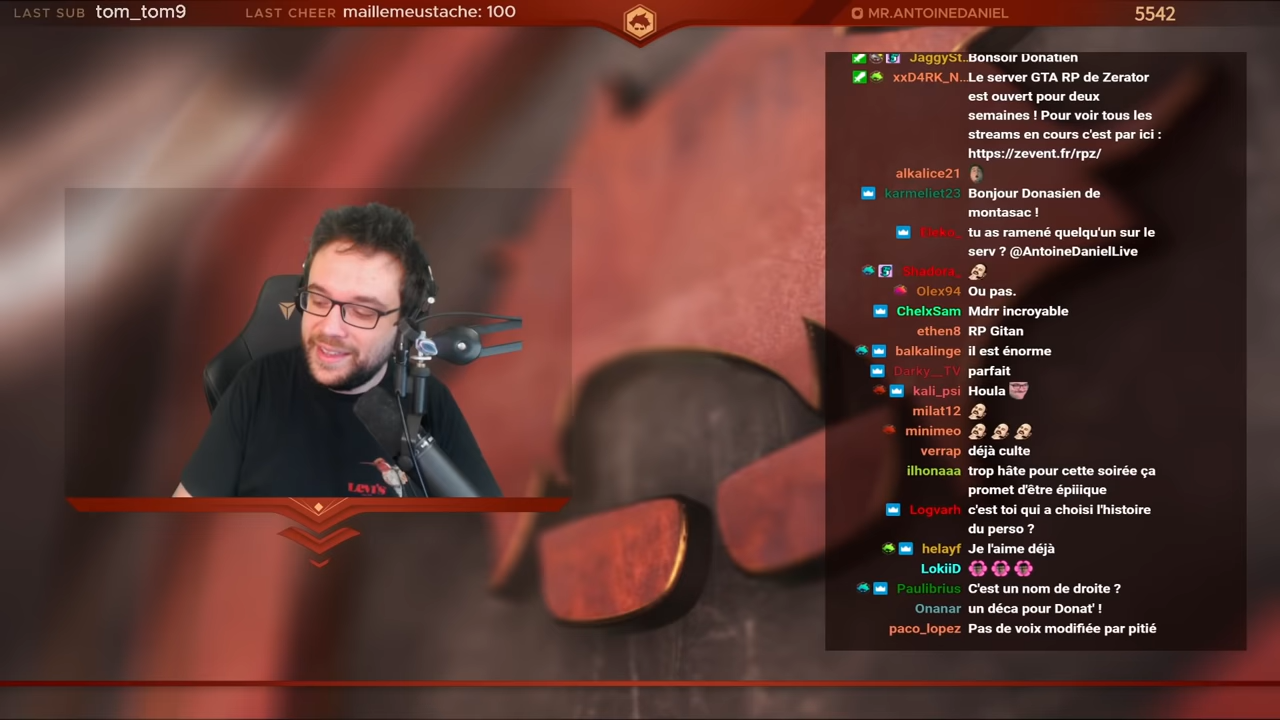 LAST SUB tom_tom9 LAST CHEER maillemeustache: 100 MR.ANTOINEDANIEL 5542
JaggySt... Bonsoir Donatien
xxD4RK_N... Le server GTA RP de Zerator
est ouvert pour deux
semaines ! Pour voir tous les
streams en cours c'est par ici :
https://zevent.fr/rpz/
alkalice21
karmeliet23 Bonjour Donasien de
montasac !
tu as ramené quelqu'un sur le
serv ? @AntoineDanielLive
Shadora_
Olex94 Ou pas.
ChelxSam Mdrr incroyable
ethen8 RP Gitan
balkalinge il est énorme
Darky__TV parfait
kali_psi Houla
milat12
minimeo
verrap déjà culte
ilhonaaa trop hâte pour cette soirée ça
promet d'être épiiique
Logvarh c'est toi qui a choisi l'histoire
du perso ?
helayf Je l'aime déjà
LokiiD
Paulibrius C'est un nom de droite ?
Onanar un déca pour Donat' !
paco_lopez Pas de voix modifiée par pitié
LEVI'S